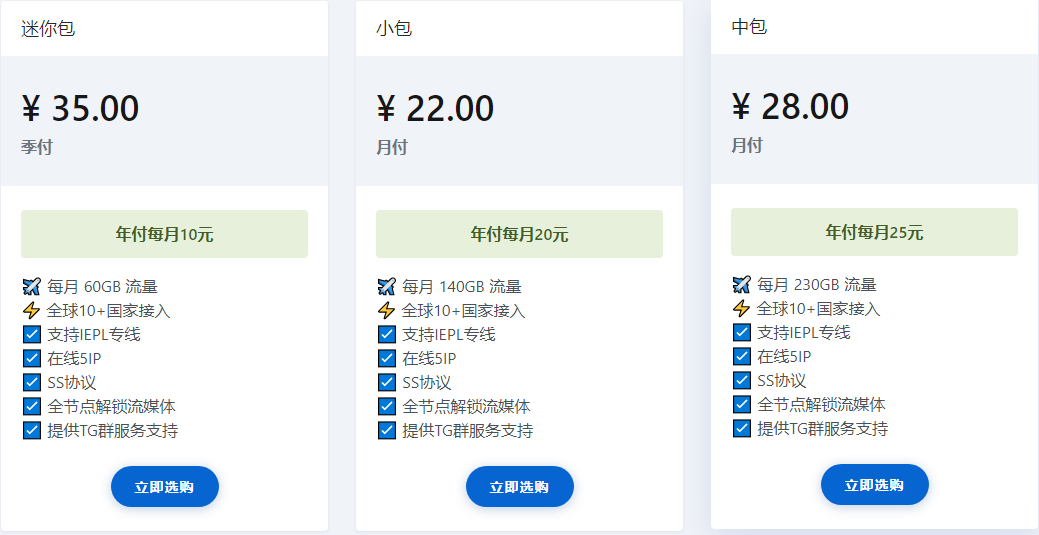 迷你包
¥ 35.00
季付
年付每月10元
✈️ 每月 60GB 流量
⚡ 全球10+国家接入
☑ 支持IEPL专线
☑ 在线5IP
☑ SS协议
☑ 全节点解锁流媒体
☑ 提供TG群服务支持
立即选购
小包
¥ 22.00
月付
年付每月20元
✈️ 每月 140GB 流量
⚡ 全球10+国家接入
☑ 支持IEPL专线
☑ 在线5IP
☑ SS协议
☑ 全节点解锁流媒体
☑ 提供TG群服务支持
立即选购
中包
¥ 28.00
月付
年付每月25元
✈️ 每月 230GB 流量
⚡ 全球10+国家接入
☑ 支持IEPL专线
☑ 在线5IP
☑ SS协议
☑ 全节点解锁流媒体
☑ 提供TG群服务支持
立即选购